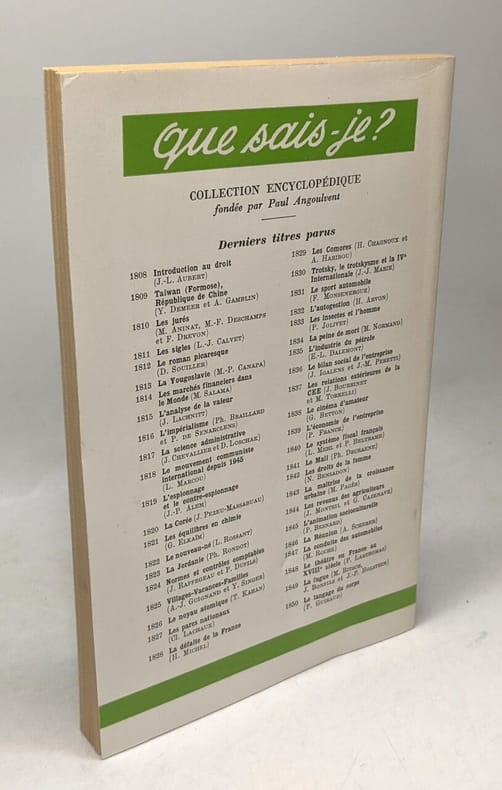 que sais-je?
COLLECTION ENCYCLOPÉDIQUE
fondée par Paul Angoulvent
Derniers titres parus
1808 Introduction au droit
(J.-L. AUBERT)
1809 Taiwan (Formose),
République de Chine
(Y. DEMEER et A. GAMBLIN)
1810 Les jurés
(M. ANINAT, M.-F. DESCHAMPS
et F. DREVON)
1811 Les sigles (L.-J. CALVET)
1812 Le roman picaresque
(D. SOUILLER)
1813 La Yougoslavie (M.-P. CANAPA)
1814 Les marchés financiers dans
le Monde (M. SALAMA)
1815 L'analyse de la valeur
(J. LACHNITT)
1816 L'impérialisme (Ph. BRAILLARD
et P. DE SENARCLENS)
1817 La science administrative
(J. CHEVALLIER et D. LOSCHAK)
1818 Le mouvement communiste
international depuis 1945
(L. MARCOU)
1819 L'espionnage
et le contre-espionnage
(J.-P. ALEM)
1820 La Corée (J. PEZEU-MASSABUAU)
1821 Les équilibres en chimie
(G. ELKAIM)
1822 Le nouveau-né (L. ROSSANT)
1823 La Jordanie (Ph. RONDOT)
1824 Normes et contrôles comptables
(J. RAFFEGEAU et P. DUFILS)
1825 Villages-Vacances-Familles
(A.-J. GUIGNAND et Y. SINGER)
1826 Le noyau atomique (T. KAHAN)
1827 Les parcs nationaux
(Cl. LACHAUX)
1828 La défaite de la France
(H. MICHEL)
1829 Les Comores (H. CHAGNOUX et
A. HARIBOU)
1830 Trotsky, le trotskysme et la IVe
Internationale (J.-J. MARIE)
1831 Le sport automobile
(F. MONSENERGUE)
1832 L'autogestion (H. ARVON)
1833 Les insectes et l'homme
(P. JOLIVET)
1834 La peine de mort (M. NORMAND)
1835 L'industrie du pétrole
(E.-L. DALEMONT)
1836 Le bilan social de l'entreprise
(J. IGALENS et J.-M. PERETTI)
1837 Les relations extérieures de la
CEE (J. BOURRINET
et M. TORRELLI)
1838 Le cinéma d'amateur
(G. BETTON)
1839 L'économie de l'entreprise
(P. FRANCK)
1840 Le système fiscal français
(L. MEHL et P. BELTRAME)
1841 Le Mali (Ph. DECRAENE)
1842 Les droits de la femme
(N. BENSADON)
1843 La maîtrise de la croissance
urbaine (M. PAGÈS)
1844 Les revenus des agriculteurs
(J. MONTEIL et G. CAZENAVE)
1845 L'animation socioculturelle
(P. BESNARD)
1846 La Réunion (A. SCHERER)
1847 La conduite des automobiles
(M. ROCHE)
1848 Le théâtre en France au
XVIIIe siècle (P. LARTHOMAS)
1849 La fugue (M. BITSCH,
J. BONFILS et J.-P. HOLSTEIN)
1850 Le langage du corps
(P. GUIRAUD)